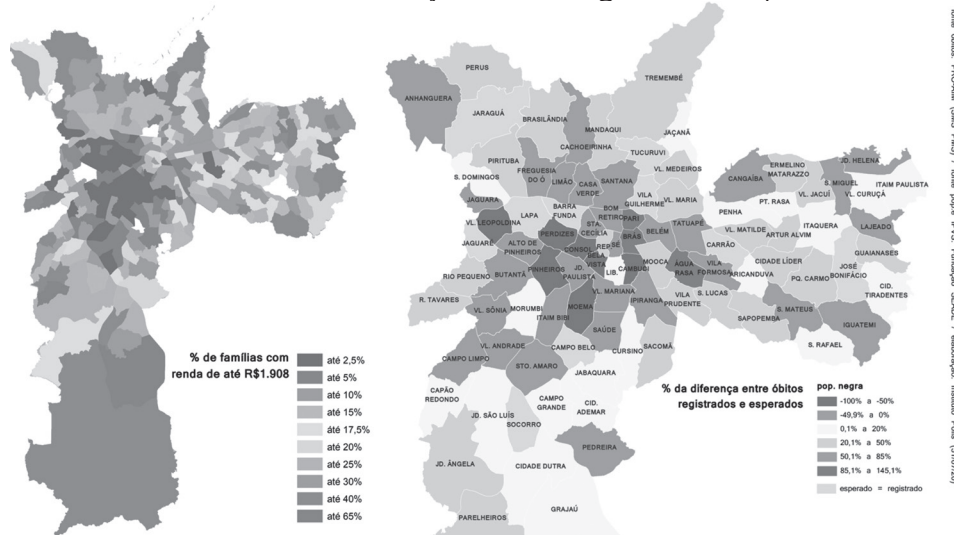 % de famílias com
renda de até R$1.908
até 2,5%
até 5%
até 10%
até 15%
áté 17,5%
até 20%
até 25%
até 30%
até 40%
até 65%
PERUS
TREMEMBÉ
ANHANGUERA
JARAGUÁ
BRASILÂNDIA
MANDAQUI
JAÇANÃ
CACHOEIRINHA
TUCURUVI
PIRITUBA
VL. MEDEIROS
FREGUESIA
DO Ó
S. DOMINGOS
LIMÃO
CASA
VERDE
SANTANA
VILA
GUILHERME
VL. MARIA
JAGUARA
VL. LEOPOLDINA
LAPA
BARRA
FUNDA
BOM
RETIRO
PARI
STA.
CECÍLIA
BRÁS
BELÉM
TATUAPÉ
PENHA
CANGAÍBA
ERMELINO
MATARAZZO
JD. HELENA
S. MIGUEL
ITAIM PAULISTA
VL. JACUÍ
VL. CURUÇÁ
PT. RASA
ITAQUERA
LAJEADO
VL. MATILDE
ARTUR ALVIM
GUAIANASES
JAGUARÉ
ALTO DE
PINHEIROS
PERDIZES
CONSOL.
REP.
SÉ
BELA
VISTA
LIB.
CAMBUCI
MOOCA
ÁGUA
RASA
VILA
FORMOSA
CARRÃO
ARICANDUVA
CIDADE LÍDER
PQ. CARMO
JOSÉ
BONIFÁCIO
CID.
TIRADENTES
RIO PEQUENO
BUTANTÃ
PINHEIROS
JD.
PAULISTA
VL. MARIANA
IPIRANGA
VILA
PRUDENTE
S. LUCAS
SAPOPEMBA
S. MATEUS
IGUATEMI
S. RAFAEL
R. TAVARES
VL. SÔNIA
MORUMBI
ITAIM BIBI
MOEMA
SAÚDE
CURSINO
SACOMÃ
VL. ANDRADE
CAMPO BELO
CAMPO LIMPO
STO. AMARO
JABAQUARA
CAPÃO
REDONDO
CAMPO
GRANDE
CID.
ADEMAR
JD. SÃO LUÍS
SOCORRO
PEDREIRA
JD. ÂNGELA
CIDADE DUTRA
GRAJAÚ
PARELHEIROS
% da diferença entre óbitos
registrados e esperados
pop. negra
-100% a -50%
-49,9% a 0%
0,1% a 20%
20,1% a 50%
50,1% a 85%
85,1% a 145,1%
esperado = registrado